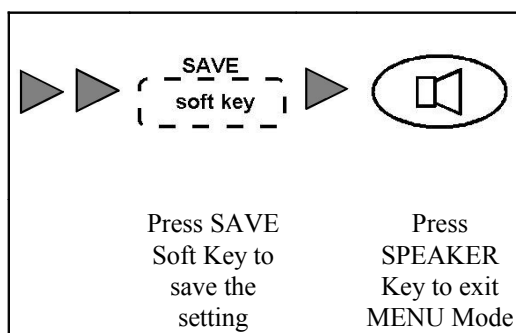 SAVE
soft key
Press SAVE
Soft Key to
save the
setting
Press
SPEAKER
Key to exit
MENU Mode